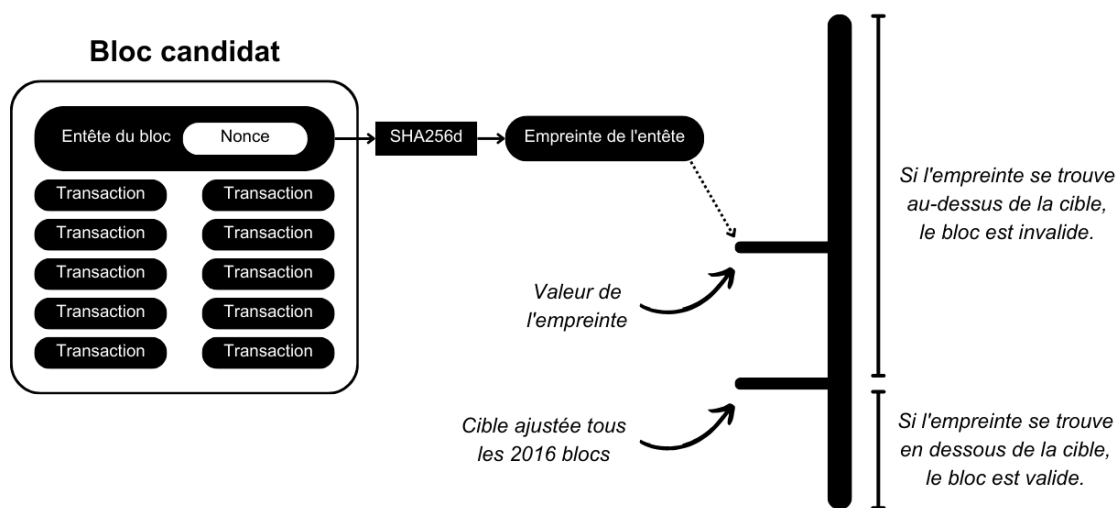 Bloc candidat
Entête du bloc
Nonce
SHA256d
Empreinte de l'entête
Transaction
Transaction
Transaction
Transaction
Transaction
Transaction
Transaction
Transaction
Transaction
Transaction
Valeur de
l'empreinte
Cible ajustée tous
les 2016 blocs
Si l'empreinte se trouve
au-dessus de la cible,
le bloc est invalide.
Si l'empreinte se trouve
en dessous de la cible,
le bloc est valide.